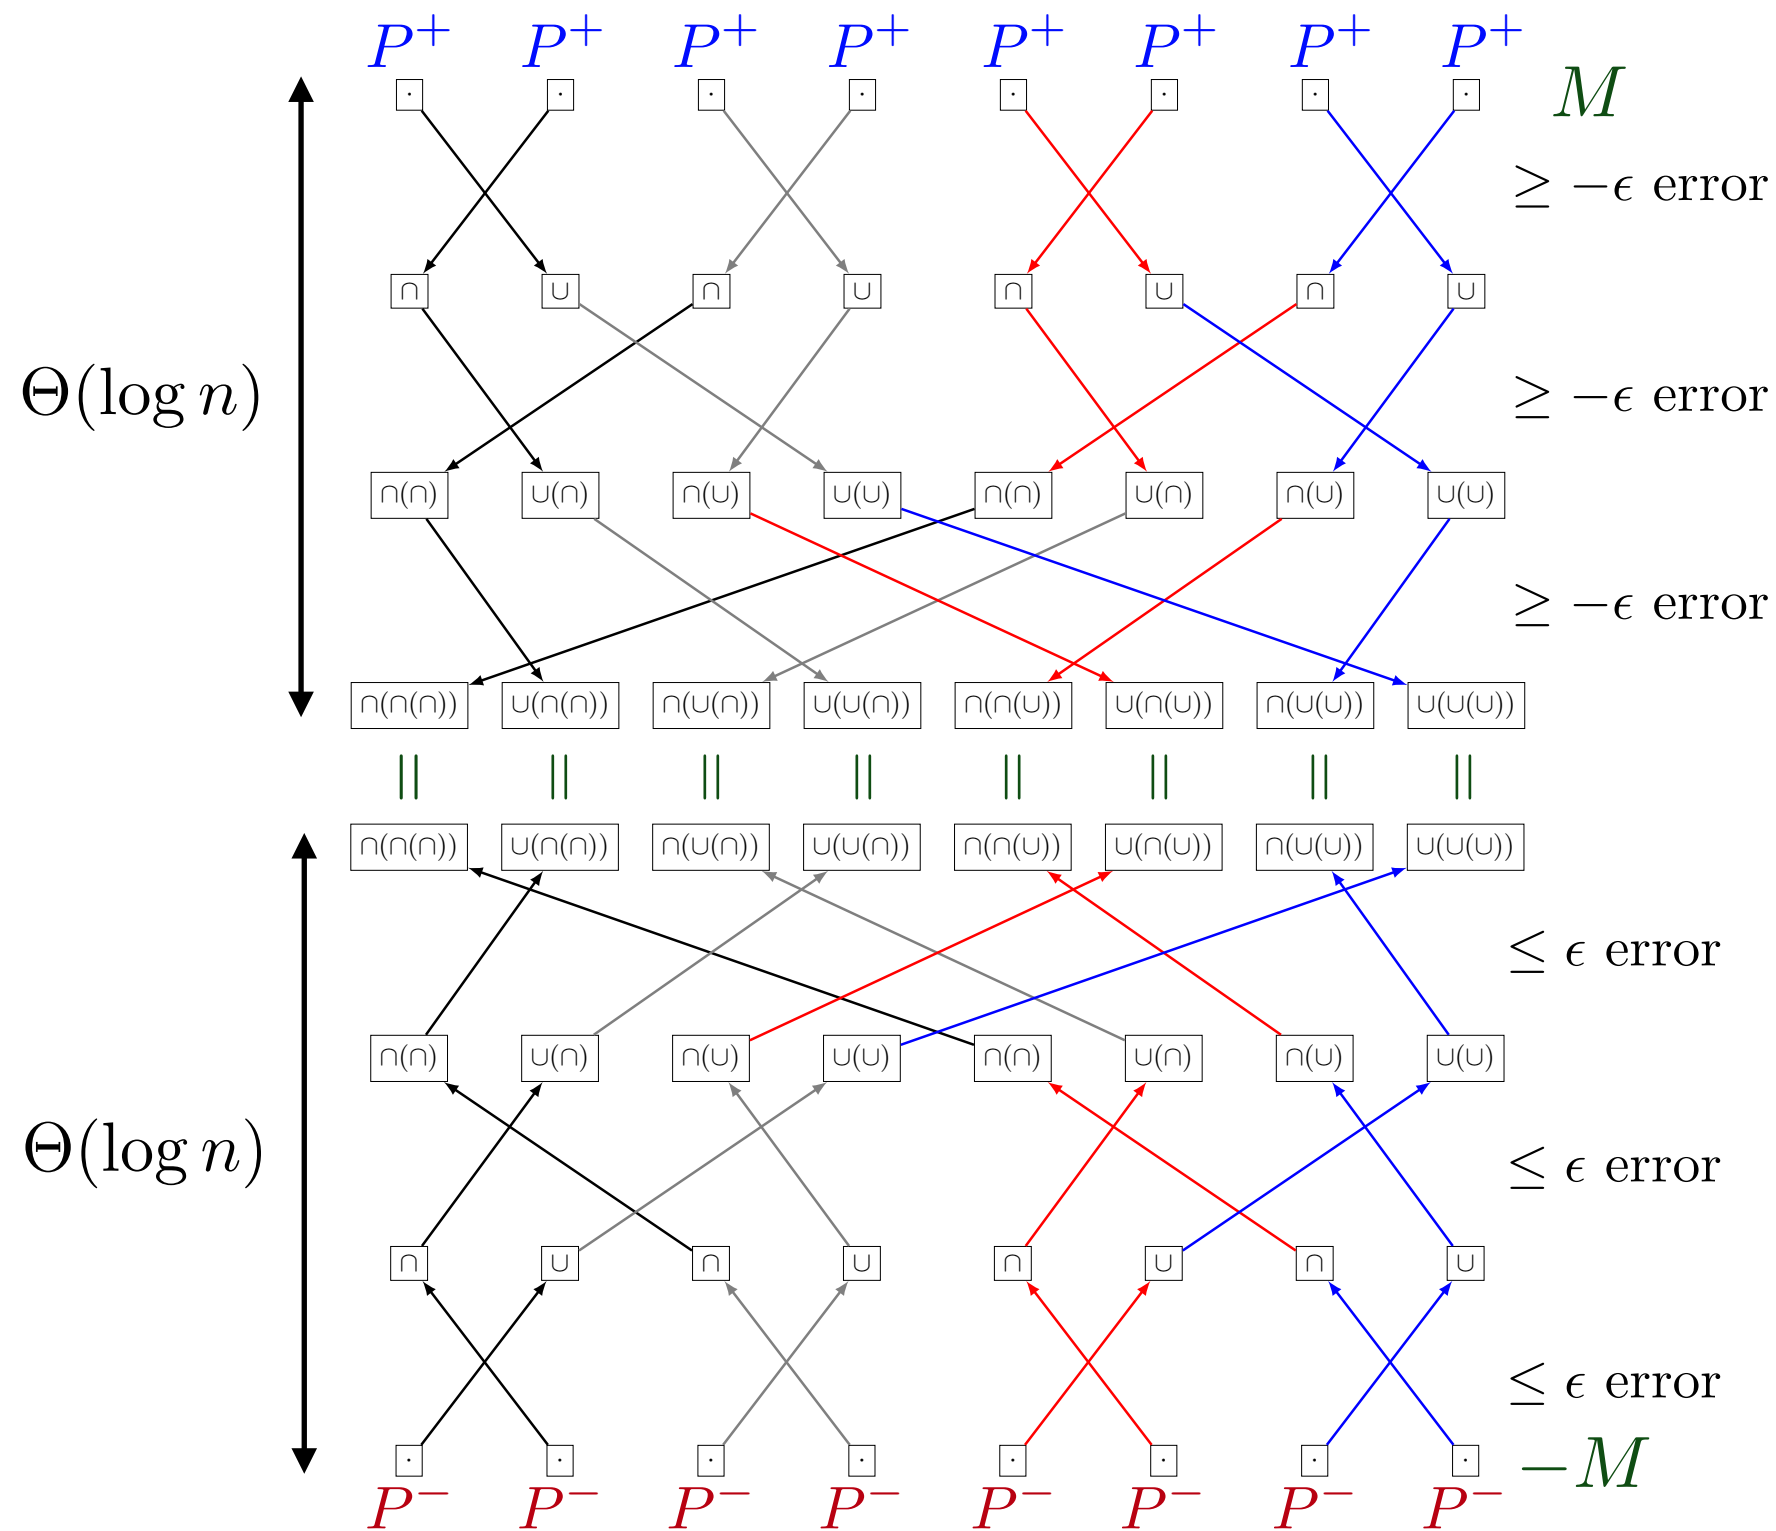 P⁺ P⁺ P⁺ P⁺ P⁺ P⁺ P⁺ P⁺
· · · · · · · · M
≥ −ϵ error
∩ ∪ ∩ ∪ ∩ ∪ ∩ ∪
Θ(log n) ≥ −ϵ error
∩(∩) ∪(∩) ∩(∪) ∪(∪) ∩(∩) ∪(∩) ∩(∪) ∪(∪)
≥ −ϵ error
∩(∩(∩)) ∪(∩(∩)) ∩(∪(∩)) ∪(∪(∩)) ∩(∩(∪)) ∪(∩(∪)) ∩(∪(∪)) ∪(∪(∪))
|| || || || || || || ||
∩(∩(∩)) ∪(∩(∩)) ∩(∪(∩)) ∪(∪(∩)) ∩(∩(∪)) ∪(∩(∪)) ∩(∪(∪)) ∪(∪(∪))
≤ ϵ error
∩(∩) ∪(∩) ∩(∪) ∪(∪) ∩(∩) ∪(∩) ∩(∪) ∪(∪)
Θ(log n) ≤ ϵ error
∩ ∪ ∩ ∪ ∩ ∪ ∩ ∪
≤ ϵ error
· · · · · · · · −M
P⁻ P⁻ P⁻ P⁻ P⁻ P⁻ P⁻ P⁻